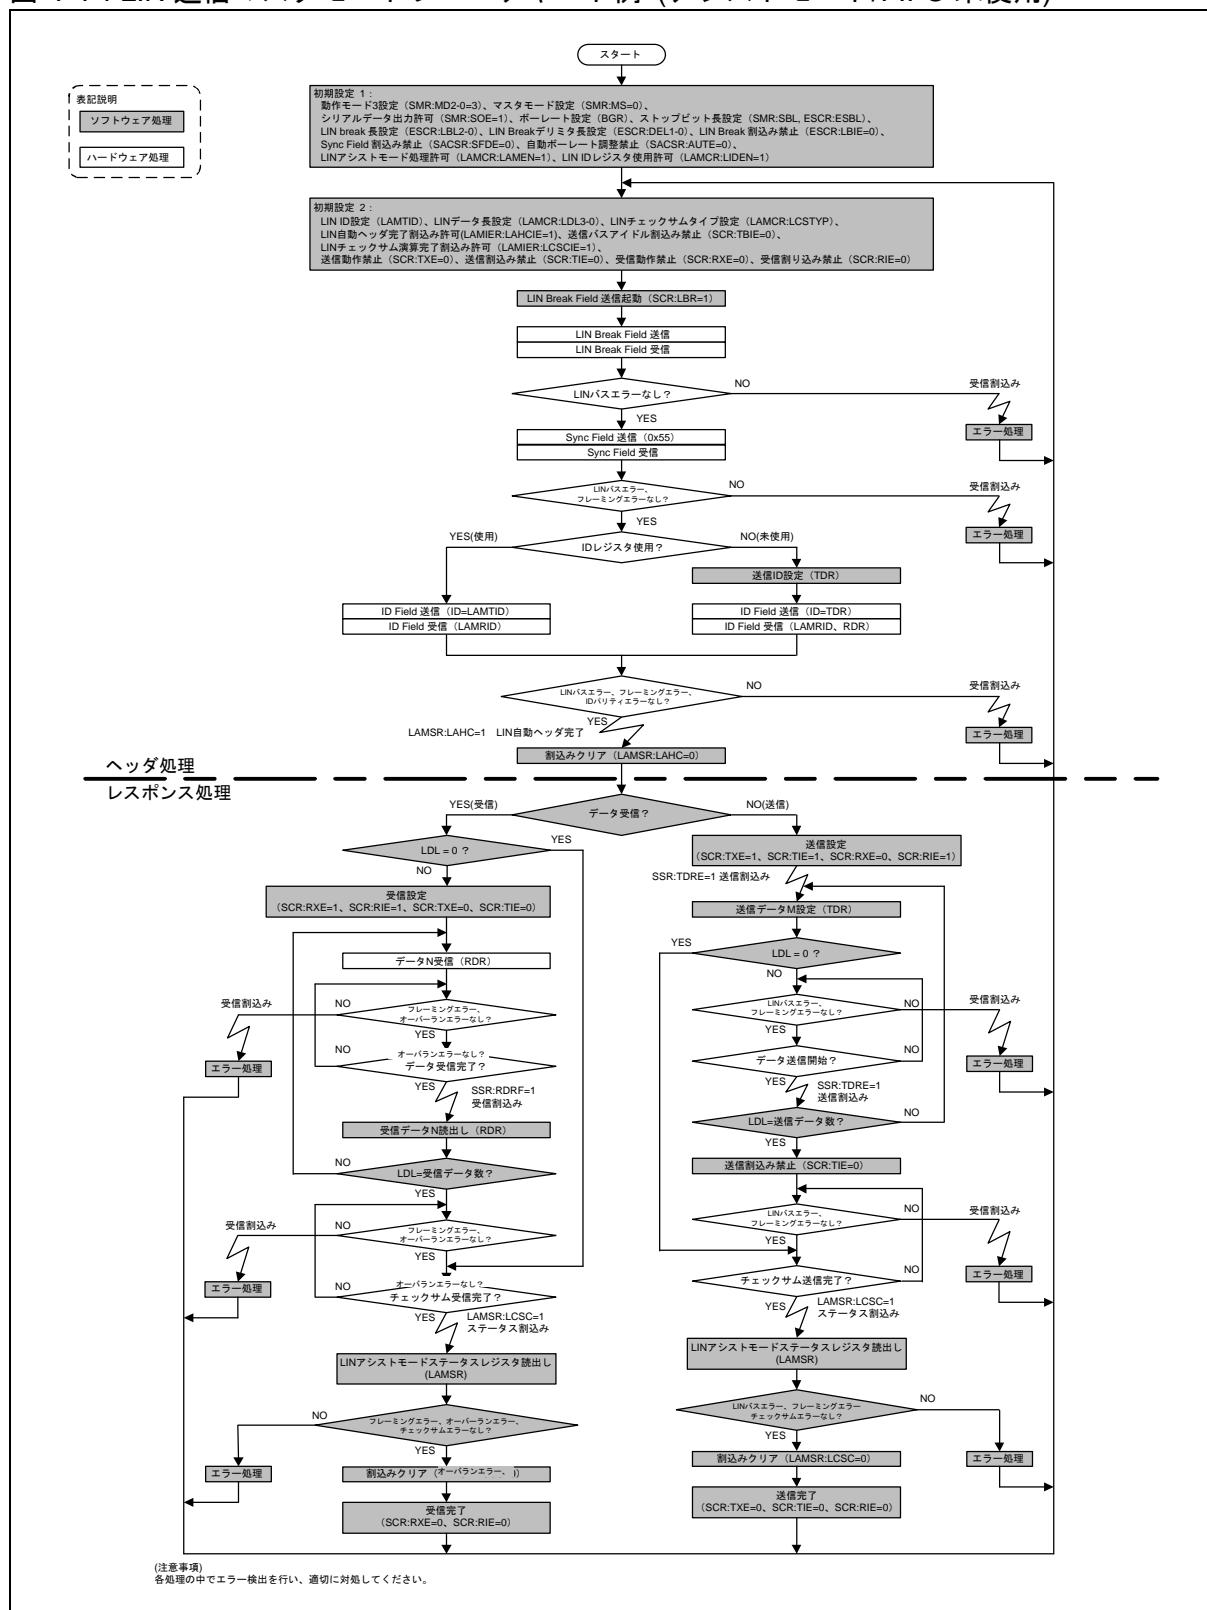 スタート
表記説明
ソフトウェア処理
ハードウェア処理
初期設定 1：
動作モード3設定（SMR:MD2-0=3）、マスタモード設定（SMR:MS=0）、
シリアルデータ出力許可（SMR:SOE=1）、ボーレート設定（BGR）、ストップビット長設定（SMR:SBL, ESCR:ESBL）
LIN break 長設定（ESCR:LBL2-0）、LIN Breakデリミタ長設定（ESCR:DEL1-0）、LIN Break 割込み禁止（ESCR:LBIE=0）、
Sync Field 割込み禁止（SACSR:SFDE=0）、自動ボーレート調整禁止（SACSR:AUTE=0）、
LINアシストモード処理許可（LAMCR:LAMEN=1）、LIN IDレジスタ使用許可（LAMCR:LIDEN=1）
初期設定 2：
LIN ID設定（LAMTID）、LINデータ長設定（LAMCR:LDL3-0）、LINチェックサムタイプ設定（LAMCR:LCSTYP）、
LIN自動ヘッダ完了割込み許可(LAMIER:LAHCIE=1)、送信バスアイドル割込み禁止（SCR:TBIE=0）、
LINチェックサム演算完了割込み許可（LAMIER:LCSCIE=1）、
送信動作禁止（SCR:TXE=0）、送信割込み禁止（SCR:TIE=0）、受信動作禁止（SCR:RXE=0）、受信割り込み禁止（SCR:RIE=0）
LIN Break Field 送信起動（SCR:LBR=1）
LIN Break Field 送信
LIN Break Field 受信
LINバスエラーなし？
NO
受信割込み
エラー処理
YES
Sync Field 送信（0x55）
Sync Field 受信
LINバスエラー、
フレーミングエラーなし？
NO
受信割込み
エラー処理
YES
IDレジスタ使用？
YES(使用)
NO(未使用)
送信ID設定（TDR）
ID Field 送信（ID=LAMTID）
ID Field 受信（LAMRID）
ID Field 送信（ID=TDR）
ID Field 受信（LAMRID、RDR）
LINバスエラー、フレーミングエラー、
IDパリティエラーなし？
NO
受信割込み
エラー処理
YES
LAMSR:LAHC=1 LIN自動ヘッダ完了
割込みクリア（LAMSR:LAHC=0）
ヘッダ処理
レスポンス処理
データ受信？
YES(受信)
NO(送信)
LDL = 0 ？
YES
NO
受信設定
（SCR:RXE=1、SCR:RIE=1、SCR:TXE=0、SCR:TIE=0）
データN受信（RDR）
フレーミングエラー、
オーバーランエラーなし？
NO
受信割込み
エラー処理
YES
オーバランエラーなし？
データ受信完了？
NO
YES
SSR:RDRF=1
受信割込み
受信データN読出し（RDR）
LDL=受信データ数？
NO
YES
フレーミングエラー、
オーバーランエラーなし？
NO
受信割込み
エラー処理
YES
オーバランエラーなし？
チェックサム受信完了？
NO
YES
LAMSR:LCSC=1
ステータス割込み
LINアシストモードステータスレジスタ読出し
(LAMSR)
フレーミングエラー、オーバーランエラー、
チェックサムエラーなし？
NO
エラー処理
YES
割込みクリア（オーバランエラー、
受信完了
（SCR:RXE=0、SCR:RIE=0）
送信設定
（SCR:TXE=1、SCR:TIE=1、SCR:RXE=0、SCR:RIE=1）
SSR:TDRE=1 送信割込み
送信データM設定（TDR）
LDL = 0 ？
YES
NO
LINバスエラー、
フレーミングエラーなし？
NO
受信割込み
エラー処理
YES
データ送信開始？
NO
YES
SSR:TDRE=1
送信割込み
LDL=送信データ数？
NO
YES
送信割込み禁止（SCR:TIE=0）
LINバスエラー、
フレーミングエラーなし？
NO
受信割込み
エラー処理
YES
チェックサム送信完了？
NO
YES
LAMSR:LCSC=1
ステータス割込み
LINアシストモードステータスレジスタ読出し
(LAMSR)
LINバスエラー、フレーミングエラー
チェックサムエラーなし？
NO
エラー処理
YES
割込みクリア（LAMSR:LCSC=0）
送信完了
（SCR:TXE=0、SCR:TIE=0、SCR:RIE=0）
(注意事項)
各処理の中でエラー検出を行い、適切に対処してください。